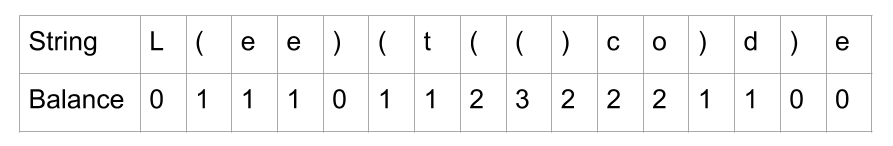 String L ( e e ) ( t ( ( ) c o ) d ) e
Balance 0 1 1 1 0 1 1 2 3 2 2 2 1 1 0 0